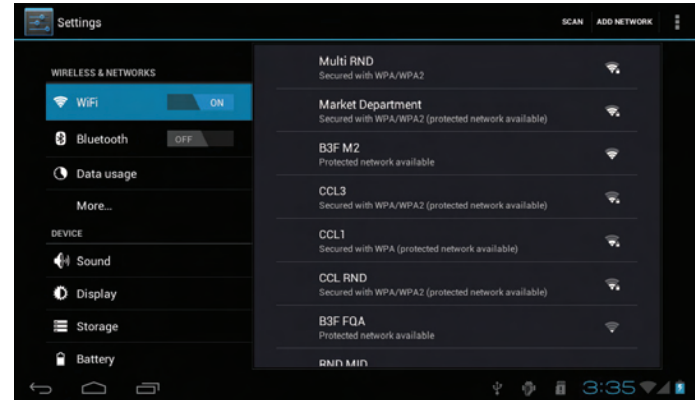 Settings
SCAN
ADD NETWORK
WIRELESS & NETWORKS
WiFi
ON
Bluetooth
OFF
Data usage
More...
DEVICE
Sound
Display
Storage
Battery
Multi RND
Secured with WPA/WPA2
Market Department
Secured with WPA/WPA2 (protected network available)
B3F M2
Protected network available
CCL3
Secured with WPA/WPA2 (protected network available)
CCL1
Secured with WPA (protected network available)
CCL RND
Secured with WPA/WPA2 (protected network available)
B3F FQA
Protected network available
RND MID
3:35